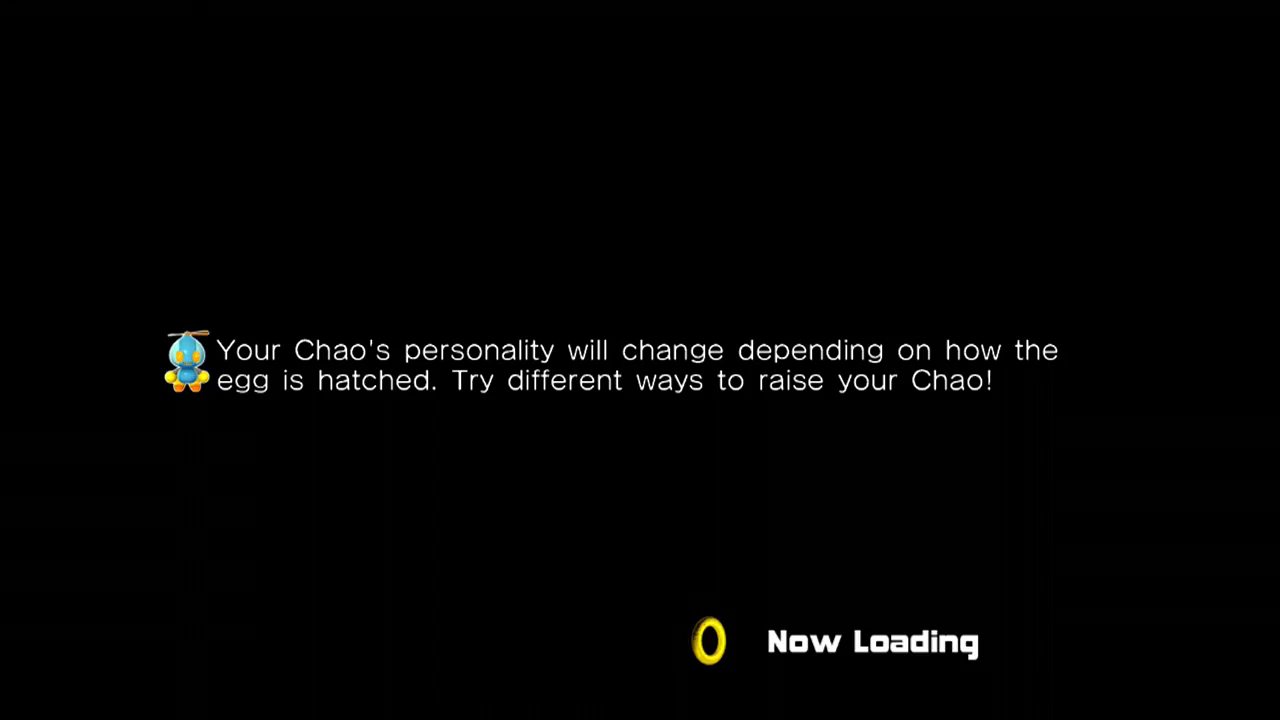 Your Chao's personality will change depending on how the
egg is hatched. Try different ways to raise your Chao!
Now Loading